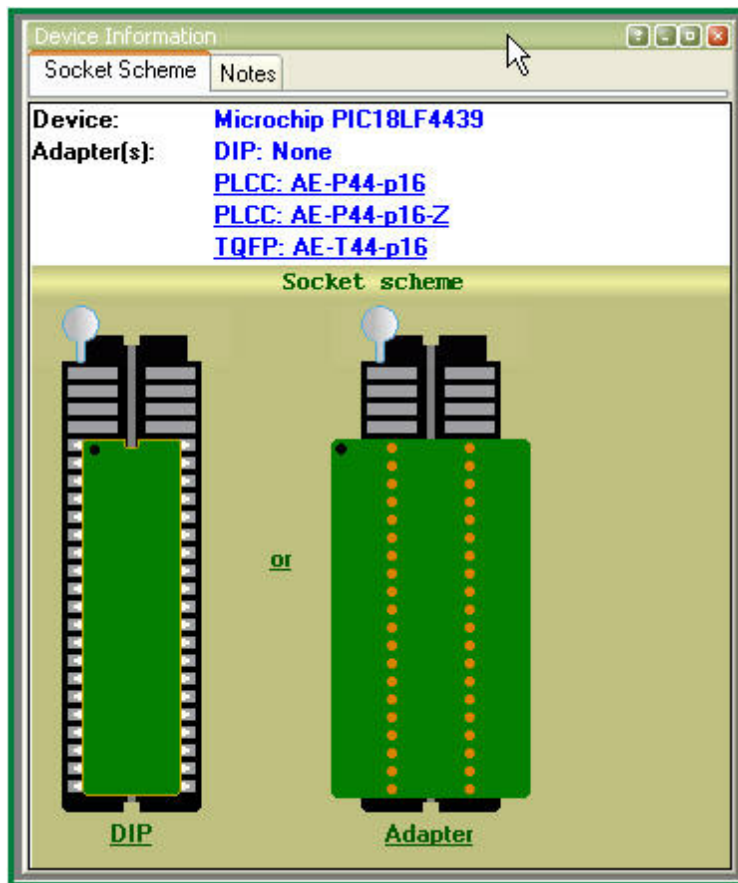 Device Information
Socket Scheme Notes
Device: Microchip PIC18LF4439
Adapter(s): DIP: None
PLCC: AE-P44-p16
PLCC: AE-P44-p16-Z
TQFP: AE-T44-p16
Socket scheme
or
DIP Adapter